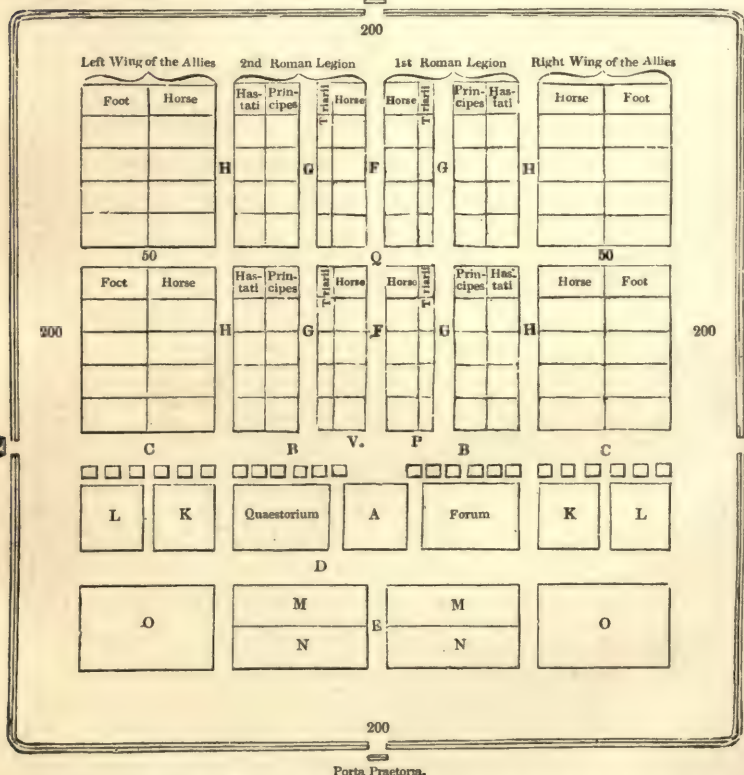 200
Left Wing of the Allies 2nd Roman Legion 1st Roman Legion Right Wing of the Allies
Foot Horse Has- Prin- Triarii Horse Horse Triarii Prin- Has- Horse Foot
tati cipes cipes tati
H G F G H
50 Q 50
Foot Horse Has- Prin- Triarii Horse Horse Triarii Prin- Has- Horse Foot
tati cipes cipes tati
200 H G F G H 200
C B V. P B C
L K Quaestorium A Forum K L
D
O M E M O
N N
200
Porta Praetoria.